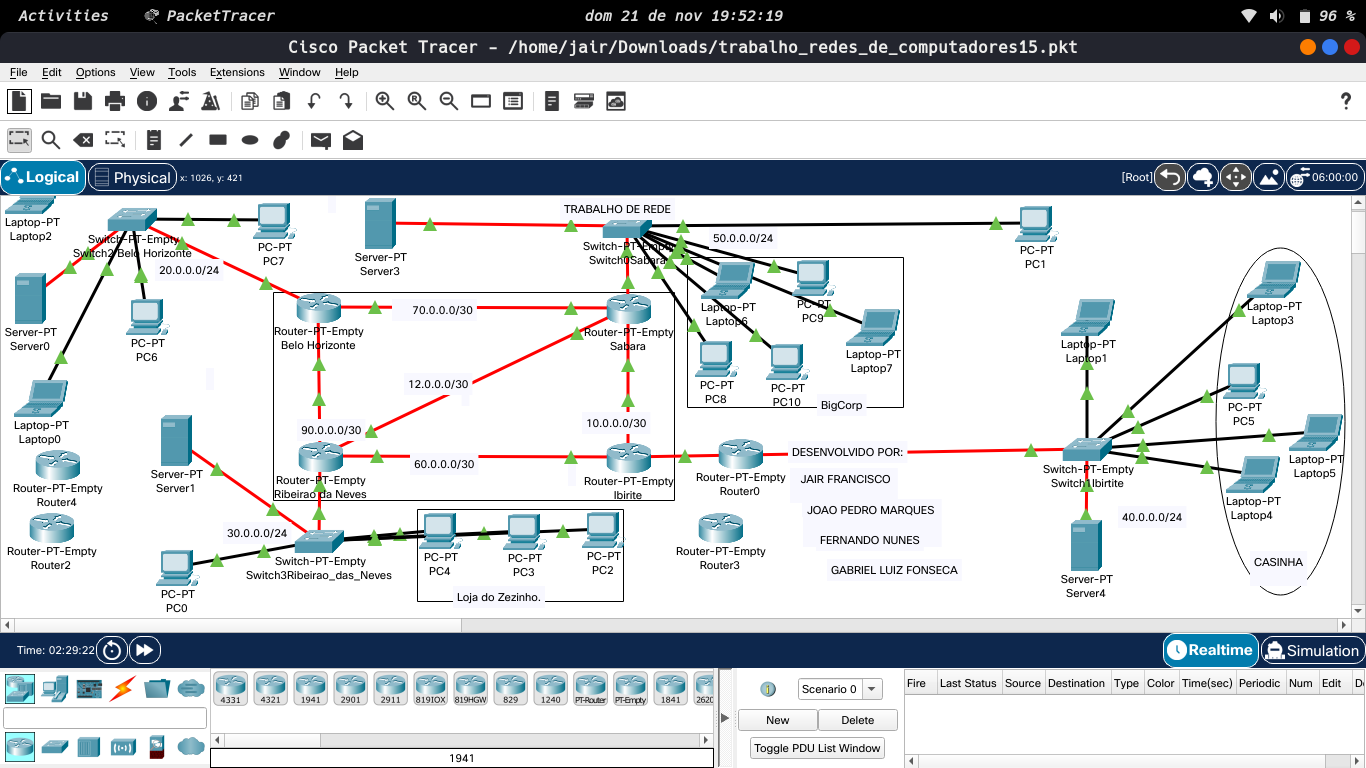 Activities
PacketTracer
dom 21 de nov 19:52:19
96 %
Cisco Packet Tracer - /home/jair/Downloads/trabalho_redes_de_computadores15.pkt
File Edit Options View Tools Extensions Window Help
?
Logical
Physical
x: 1026, y: 421
[Root]
06:00:00
Laptop-PT
Laptop2
Switch-PT-Empty
Switch2 Belo Horizonte
PC-PT
PC7
20.0.0.0/24
Server-PT
Server0
PC-PT
PC6
Laptop-PT
Laptop0
Server-PT
Server3
TRABALHO DE REDE
Switch-PT-Empty
Switch0Sabara
50.0.0.0/24
PC-PT
PC1
Router-PT-Empty
Belo Horizonte
70.0.0.0/30
Router-PT-Empty
Sabara
12.0.0.0/30
90.0.0.0/30
10.0.0.0/30
60.0.0.0/30
Router-PT-Empty
Ribeirao da Neves
Router-PT-Empty
Ibirite
Laptop-PT
Laptop6
PC-PT
PC9
Laptop-PT
Laptop7
PC-PT
PC8
PC-PT
PC10
BigCorp
Laptop-PT
Laptop1
Laptop-PT
Laptop3
PC-PT
PC5
Laptop-PT
Laptop5
Laptop-PT
Laptop4
CASINHA
Switch-PT-Empty
Switch1Ibirtite
40.0.0.0/24
Server-PT
Server4
Router-PT-Empty
Router0
DESENVOLVIDO POR:
JAIR FRANCISCO
JOAO PEDRO MARQUES
FERNANDO NUNES
GABRIEL LUIZ FONSECA
Router-PT-Empty
Router3
Server-PT
Server1
Router-PT-Empty
Router4
Router-PT-Empty
Router2
30.0.0.0/24
Switch-PT-Empty
Switch3Ribeirao_das_Neves
PC-PT
PC0
PC-PT
PC4
PC-PT
PC3
PC-PT
PC2
Loja do Zezinho.
Time: 02:29:22
Realtime
Simulation
4331 4321 1941 2901 2911 819IOX 819HGW 829 1240 PT-Router PT-Empty 1841 2620
1941
Scenario 0
New
Delete
Toggle PDU List Window
Fire Last Status Source Destination Type Color Time(sec) Periodic Num Edit